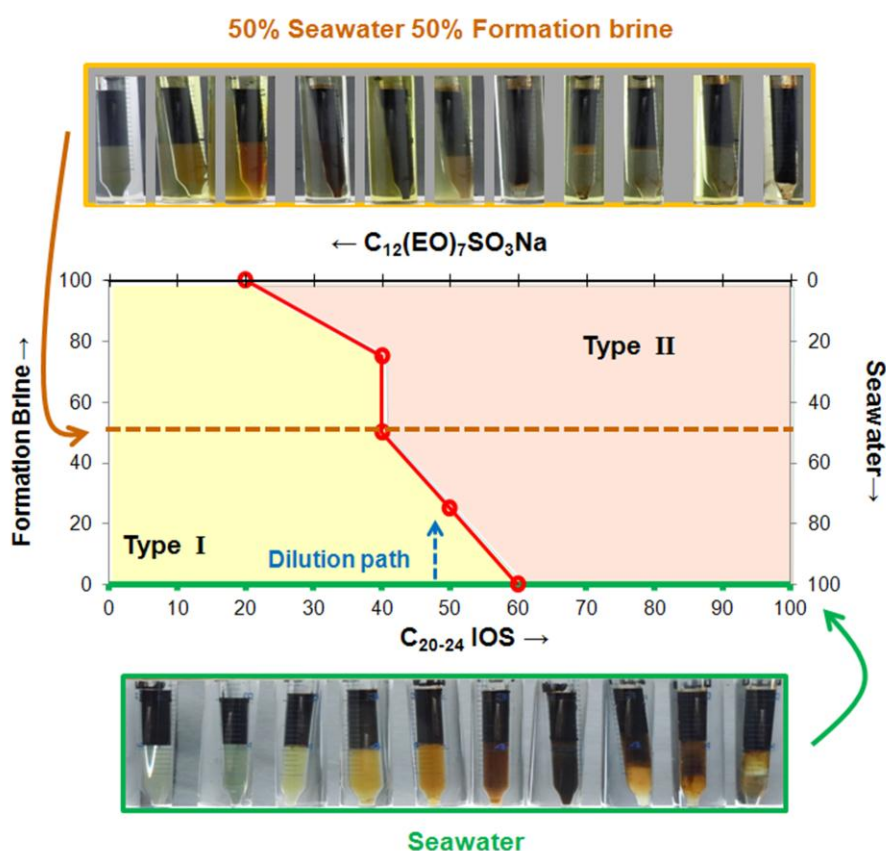 50% Seawater 50% Formation brine
← C₁₂(EO)₇SO₃Na
100
80
60
40
20
0
Formation Brine →
0
20
40
60
80
100
Seawater→
Type II
Type I
Dilution path
0 10 20 30 40 50 60 70 80 90 100
C₂₀₋₂₄ IOS →
Seawater